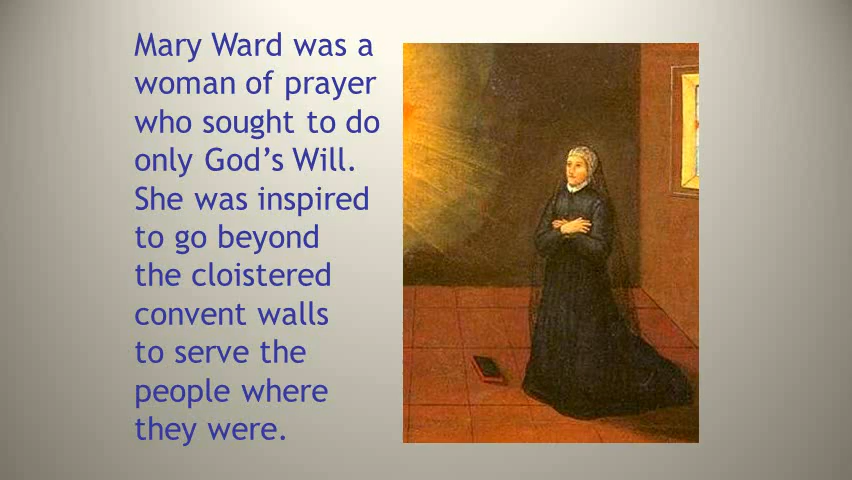 Mary Ward was a
woman of prayer
who sought to do
only God’s Will.
She was inspired
to go beyond
the cloistered
convent walls
to serve the
people where
they were.